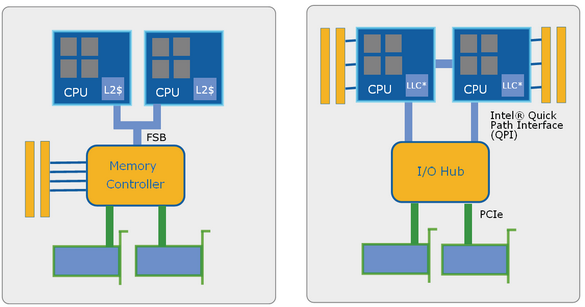 CPU
L2$
CPU
L2$
FSB
Memory
Controller
CPU
LLC*
CPU
LLC*
Intel® Quick
Path Interface
(QPI)
I/O Hub
PCIe